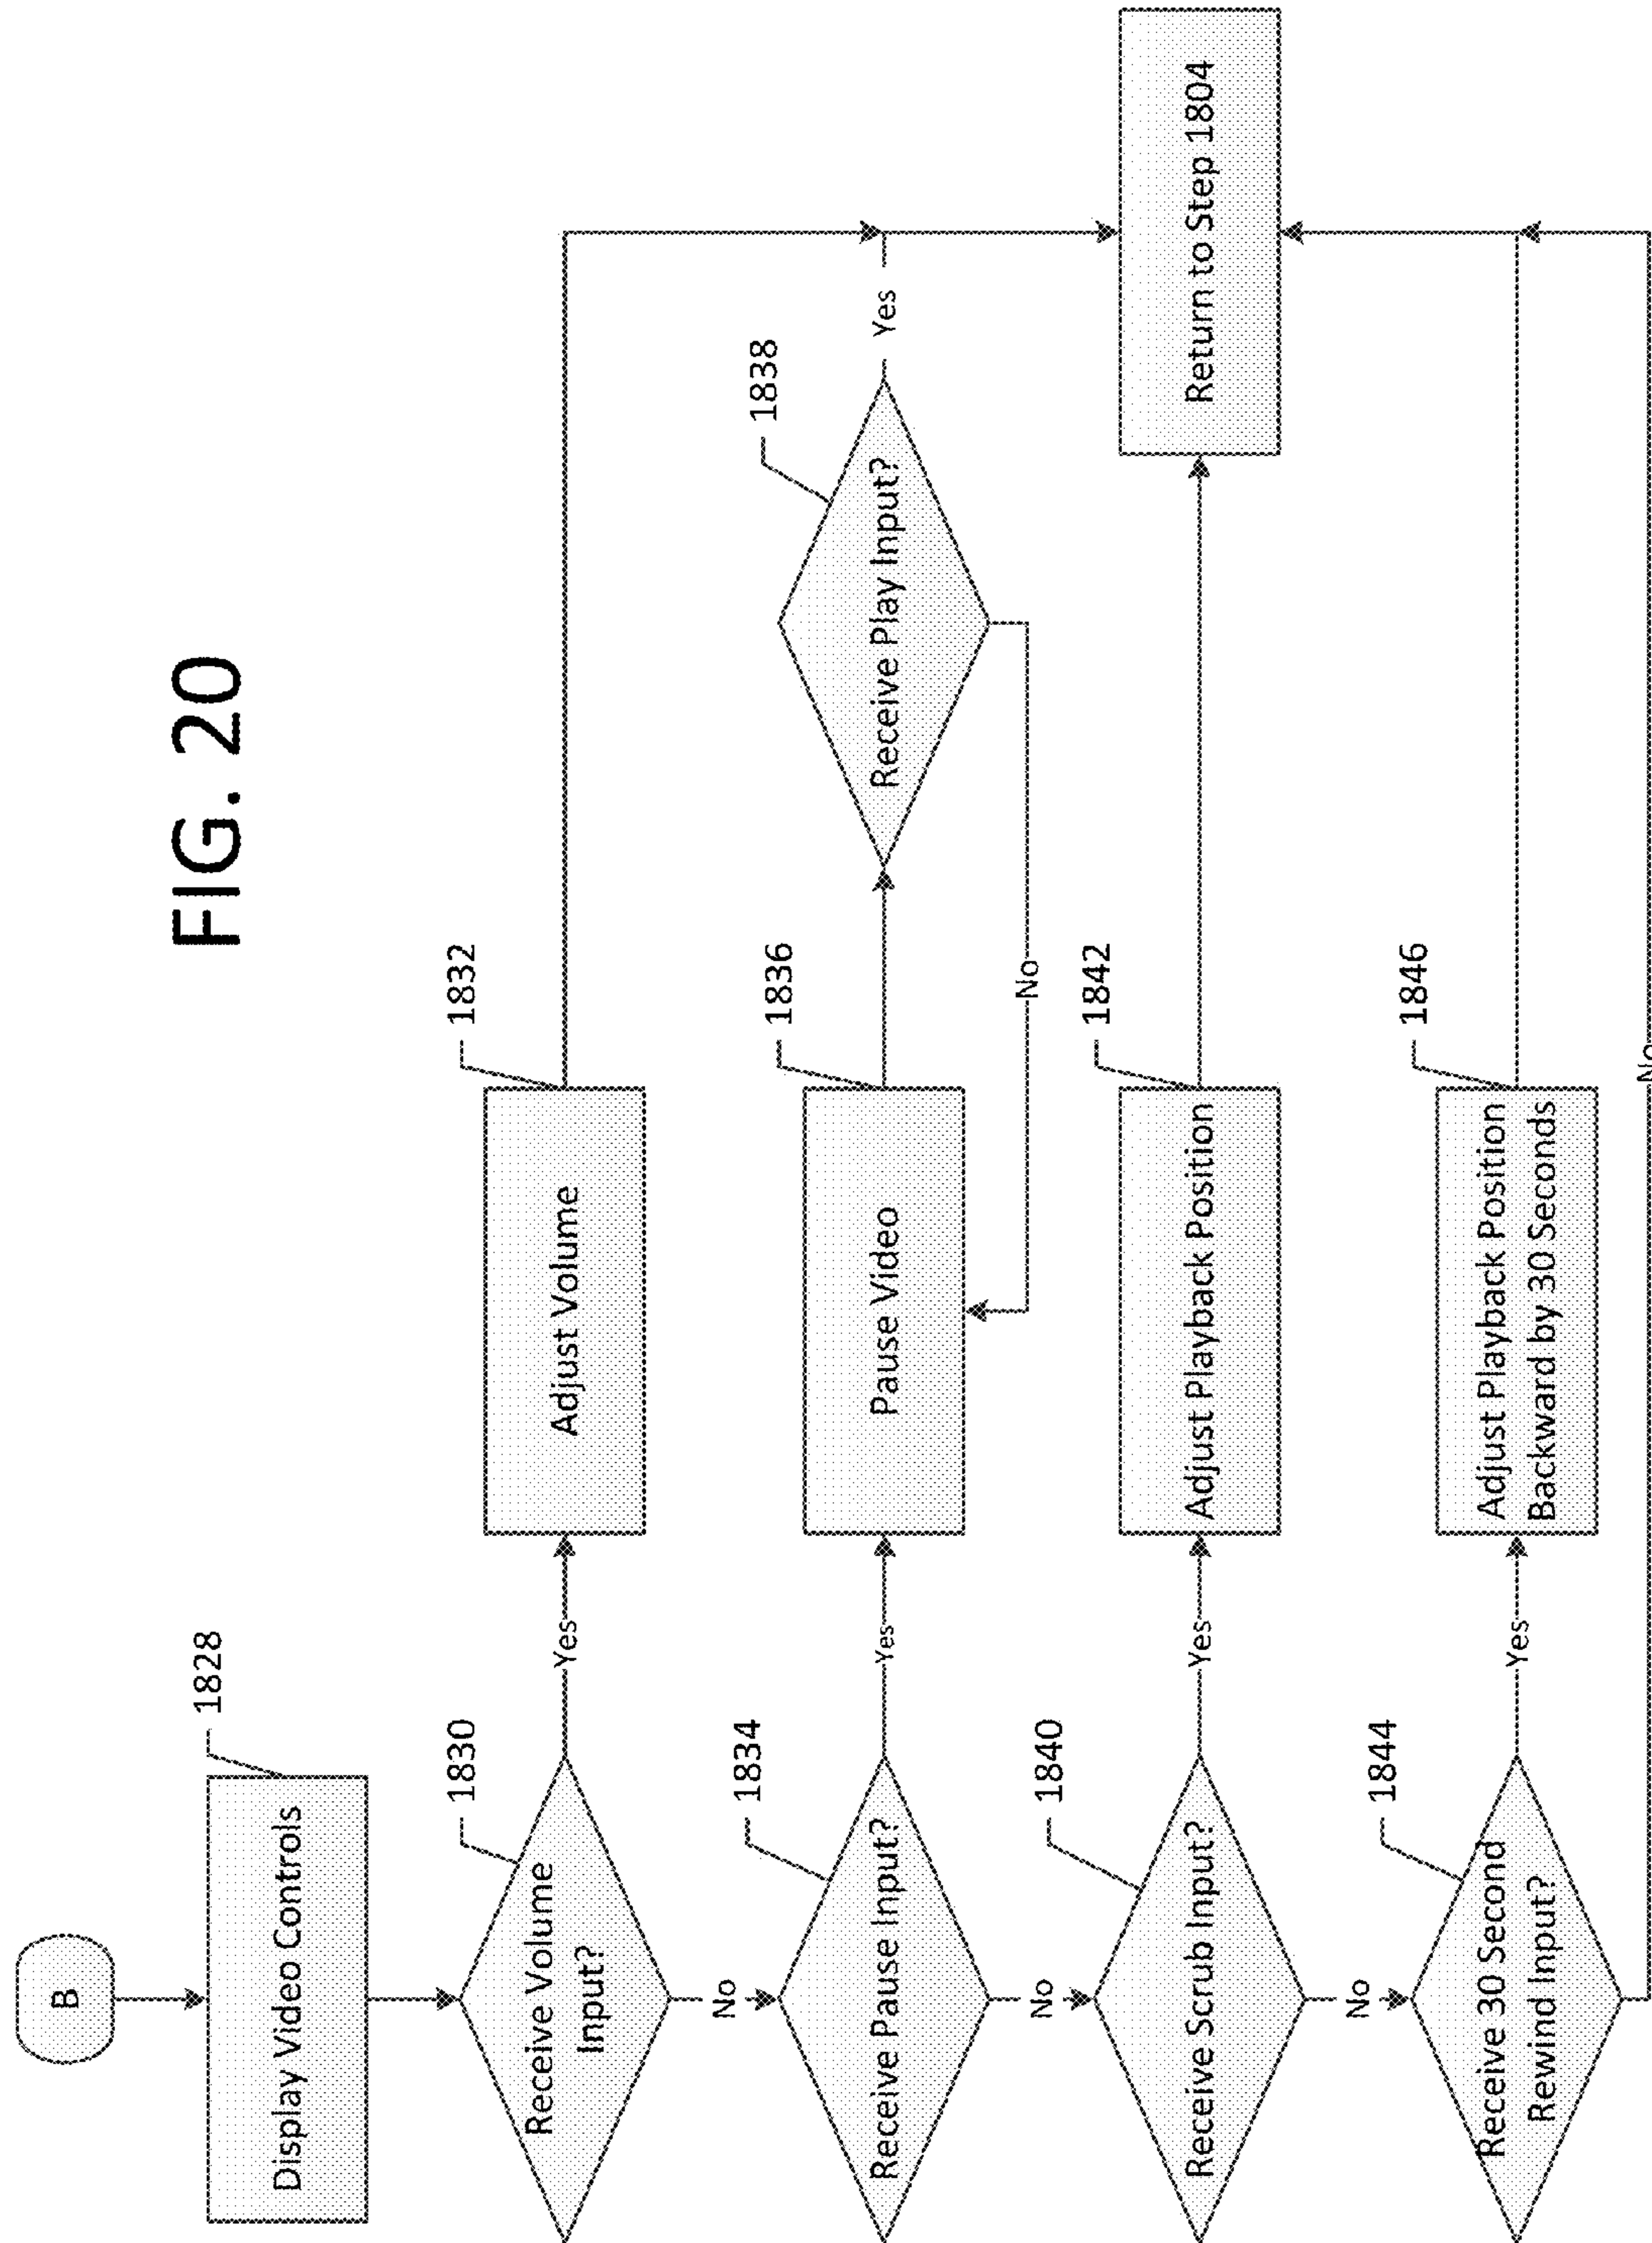 FIG. 20
B
Display Video Controls
1828
Receive Volume
Input?
1830
Yes
Adjust Volume
1832
No
Receive Pause Input?
1834
Yes
Pause Video
1836
Receive Play Input?
1838
Yes
No
No
Receive Scrub Input?
1840
Yes
Adjust Playback Position
1842
Return to Step 1804
No
Receive 30 Second
Rewind Input?
1844
Yes
Adjust Playback Position
Backward by 30 Seconds
1846
No